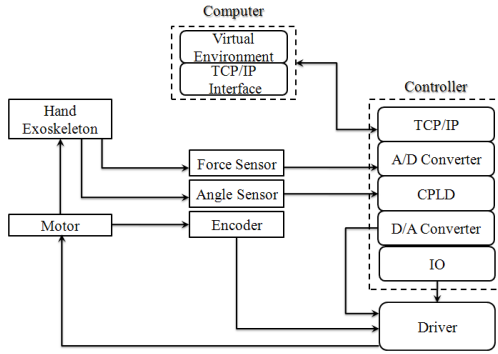 Computer
Virtual
Environment
TCP/IP
Interface
Controller
Hand
Exoskeleton
TCP/IP
Force Sensor
A/D Converter
Angle Sensor
CPLD
Motor
Encoder
D/A Converter
IO
Driver